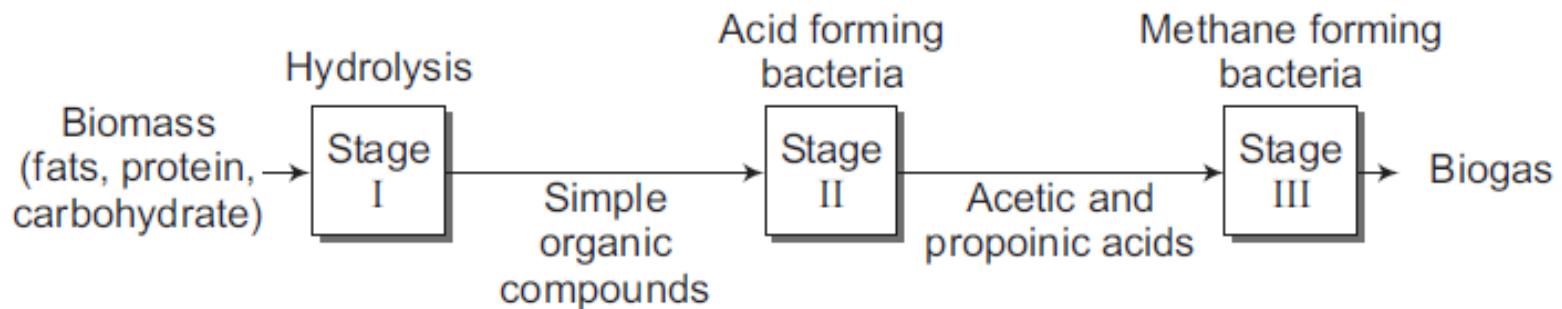 Biomass
(fats, protein,
carbohydrate)
Hydrolysis
Stage
I
Simple
organic
compounds
Acid forming
bacteria
Stage
II
Acetic and
propoinic acids
Methane forming
bacteria
Stage
III
Biogas